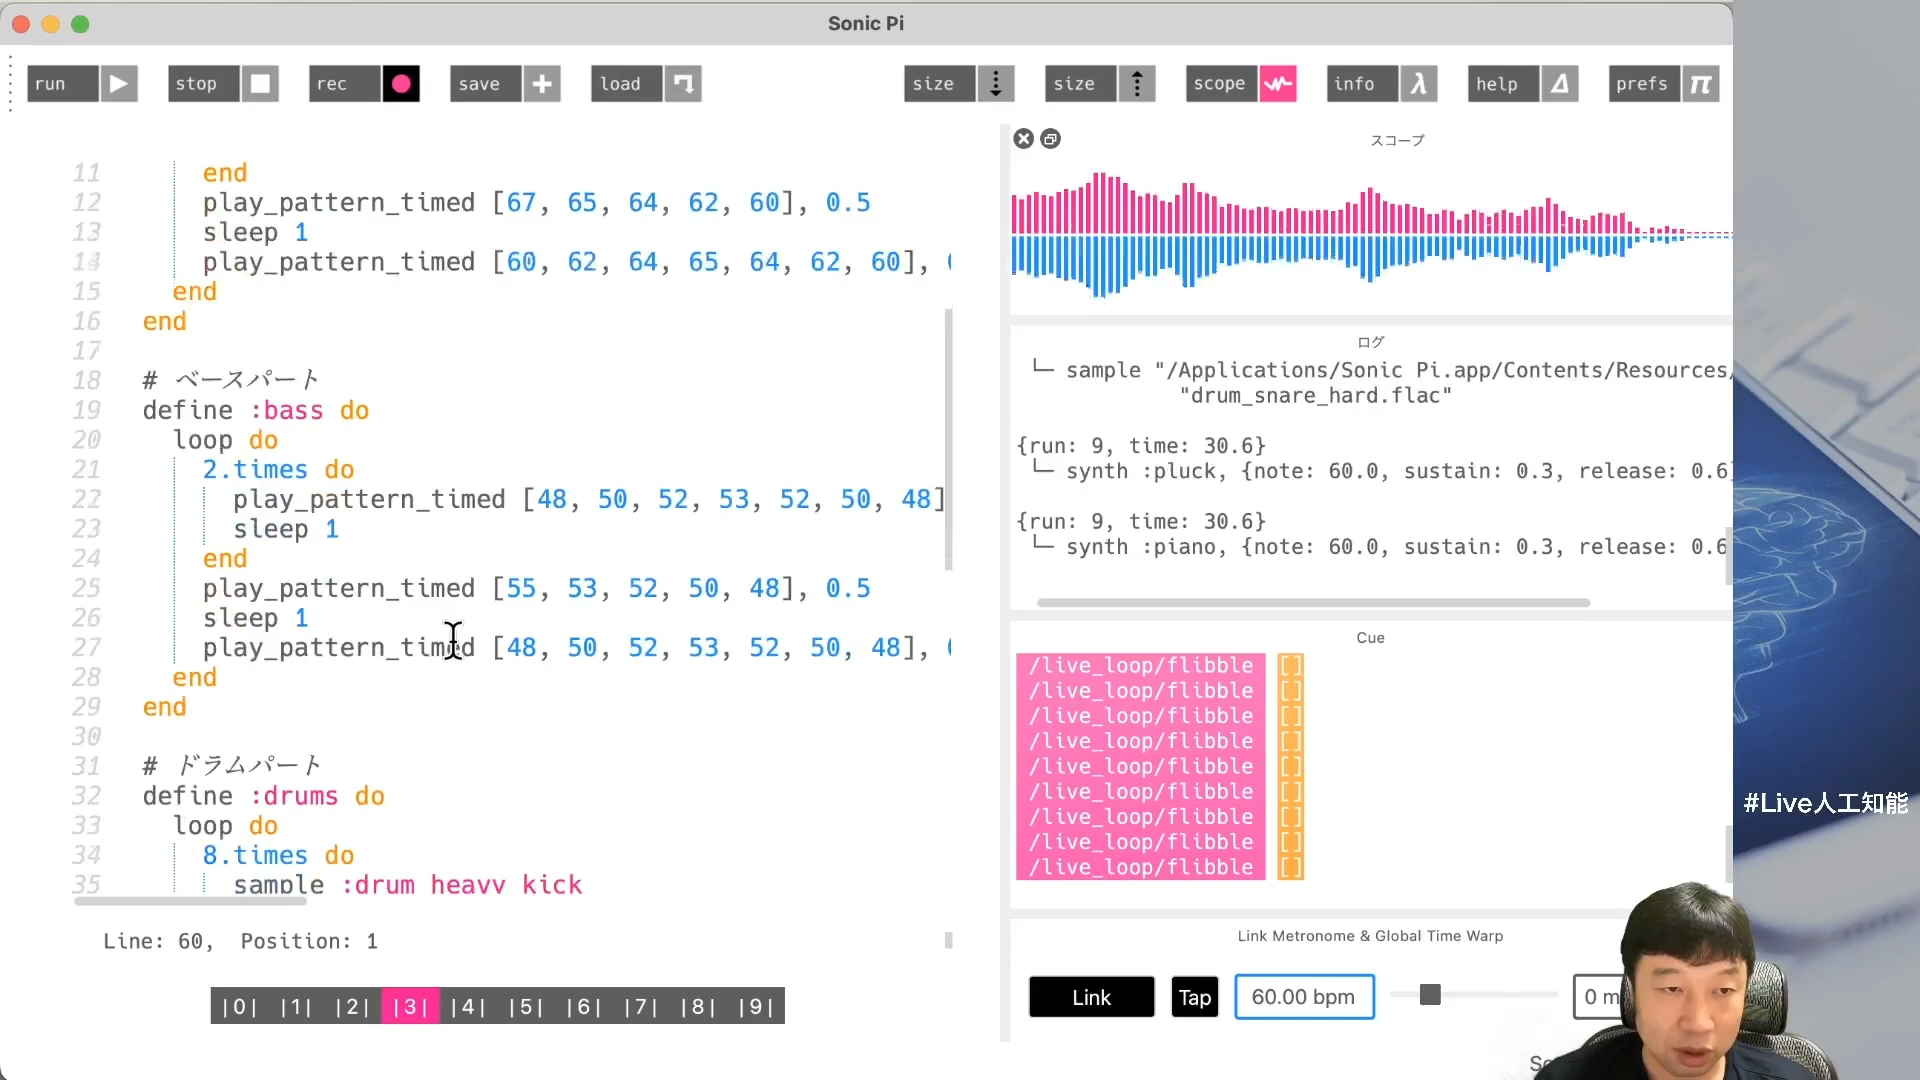 Sonic Pi
run
stop
rec
save
load
size
size
scope
info λ
help
prefs π
11 end
12 play_pattern_timed [67, 65, 64, 62, 60], 0.5
13 sleep 1
14 play_pattern_timed [60, 62, 64, 65, 64, 62, 60],
15 end
16 end
17
18 # ベースパート
19 define :bass do
20 loop do
21 2.times do
22 play_pattern_timed [48, 50, 52, 53, 52, 50, 48]
23 sleep 1
24 end
25 play_pattern_timed [55, 53, 52, 50, 48], 0.5
26 sleep 1
27 play_pattern_timed [48, 50, 52, 53, 52, 50, 48],
28 end
29 end
30
31 # ドラムパート
32 define :drums do
33 loop do
34 8.times do
35 sample :drum_heavy_kick
Line: 60, Position: 1
|0| |1| |2| |3| |4| |5| |6| |7| |8| |9|
スコープ
ログ
└─ sample "/Applications/Sonic Pi.app/Contents/Resources/
"drum_snare_hard.flac"
{run: 9, time: 30.6}
└─ synth :pluck, {note: 60.0, sustain: 0.3, release: 0.6
{run: 9, time: 30.6}
└─ synth :piano, {note: 60.0, sustain: 0.3, release: 0.6
Cue
/live_loop/flibble []
/live_loop/flibble []
/live_loop/flibble []
/live_loop/flibble []
/live_loop/flibble []
/live_loop/flibble []
/live_loop/flibble []
/live_loop/flibble []
/live_loop/flibble []
Link Metronome & Global Time Warp
Link
Tap
60.00 bpm
0 m
#Live人工知能